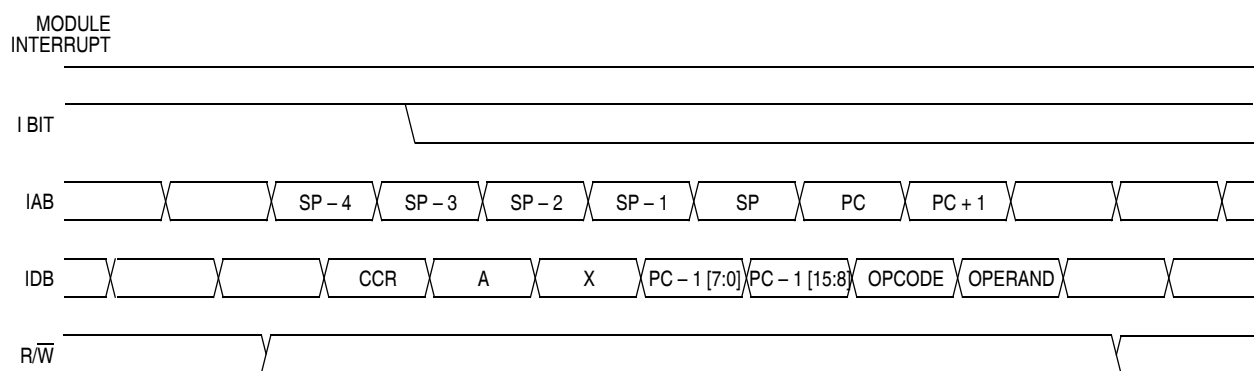 MODULE
INTERRUPT
I BIT
IAB SP – 4 SP – 3 SP – 2 SP – 1 SP PC PC + 1
IDB CCR A X PC – 1 [7:0] PC – 1 [15:8] OPCODE OPERAND
R/W̅